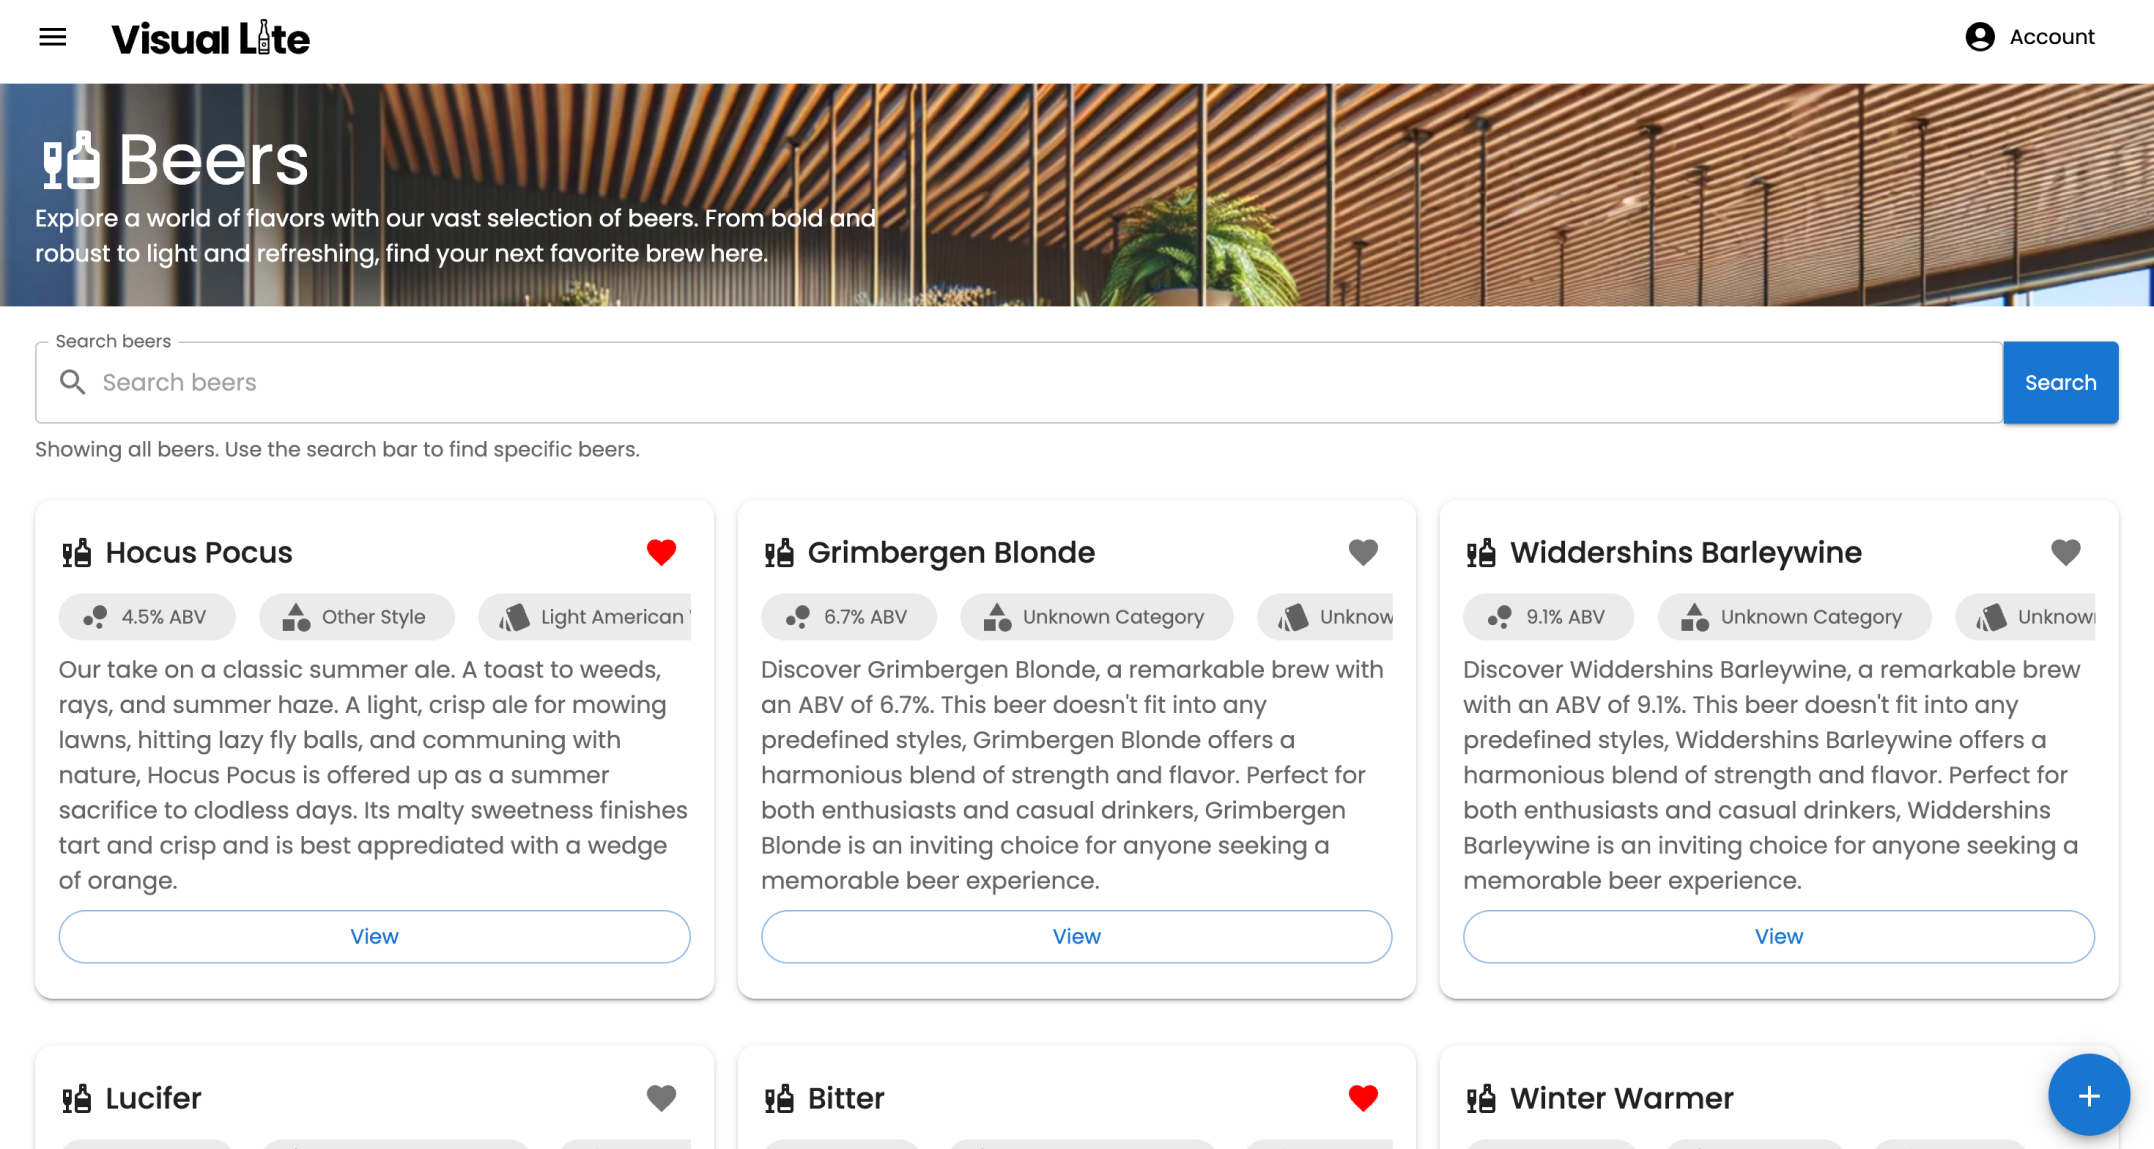 Visual Lite
Account
Beers
Explore a world of flavors with our vast selection of beers. From bold and
robust to light and refreshing, find your next favorite brew here.
Search beers
Search beers
Search
Showing all beers. Use the search bar to find specific beers.
Hocus Pocus
4.5% ABV
Other Style
Light American
Our take on a classic summer ale. A toast to weeds,
rays, and summer haze. A light, crisp ale for mowing
lawns, hitting lazy fly balls, and communing with
nature, Hocus Pocus is offered up as a summer
sacrifice to clodless days. Its malty sweetness finishes
tart and crisp and is best apprediated with a wedge
of orange.
View
Grimbergen Blonde
6.7% ABV
Unknown Category
Unknow
Discover Grimbergen Blonde, a remarkable brew with
an ABV of 6.7%. This beer doesn't fit into any
predefined styles, Grimbergen Blonde offers a
harmonious blend of strength and flavor. Perfect for
both enthusiasts and casual drinkers, Grimbergen
Blonde is an inviting choice for anyone seeking a
memorable beer experience.
View
Widdershins Barleywine
9.1% ABV
Unknown Category
Unknow
Discover Widdershins Barleywine, a remarkable brew
with an ABV of 9.1%. This beer doesn't fit into any
predefined styles, Widdershins Barleywine offers a
harmonious blend of strength and flavor. Perfect for
both enthusiasts and casual drinkers, Widdershins
Barleywine is an inviting choice for anyone seeking a
memorable beer experience.
View
Lucifer
Bitter
Winter Warmer